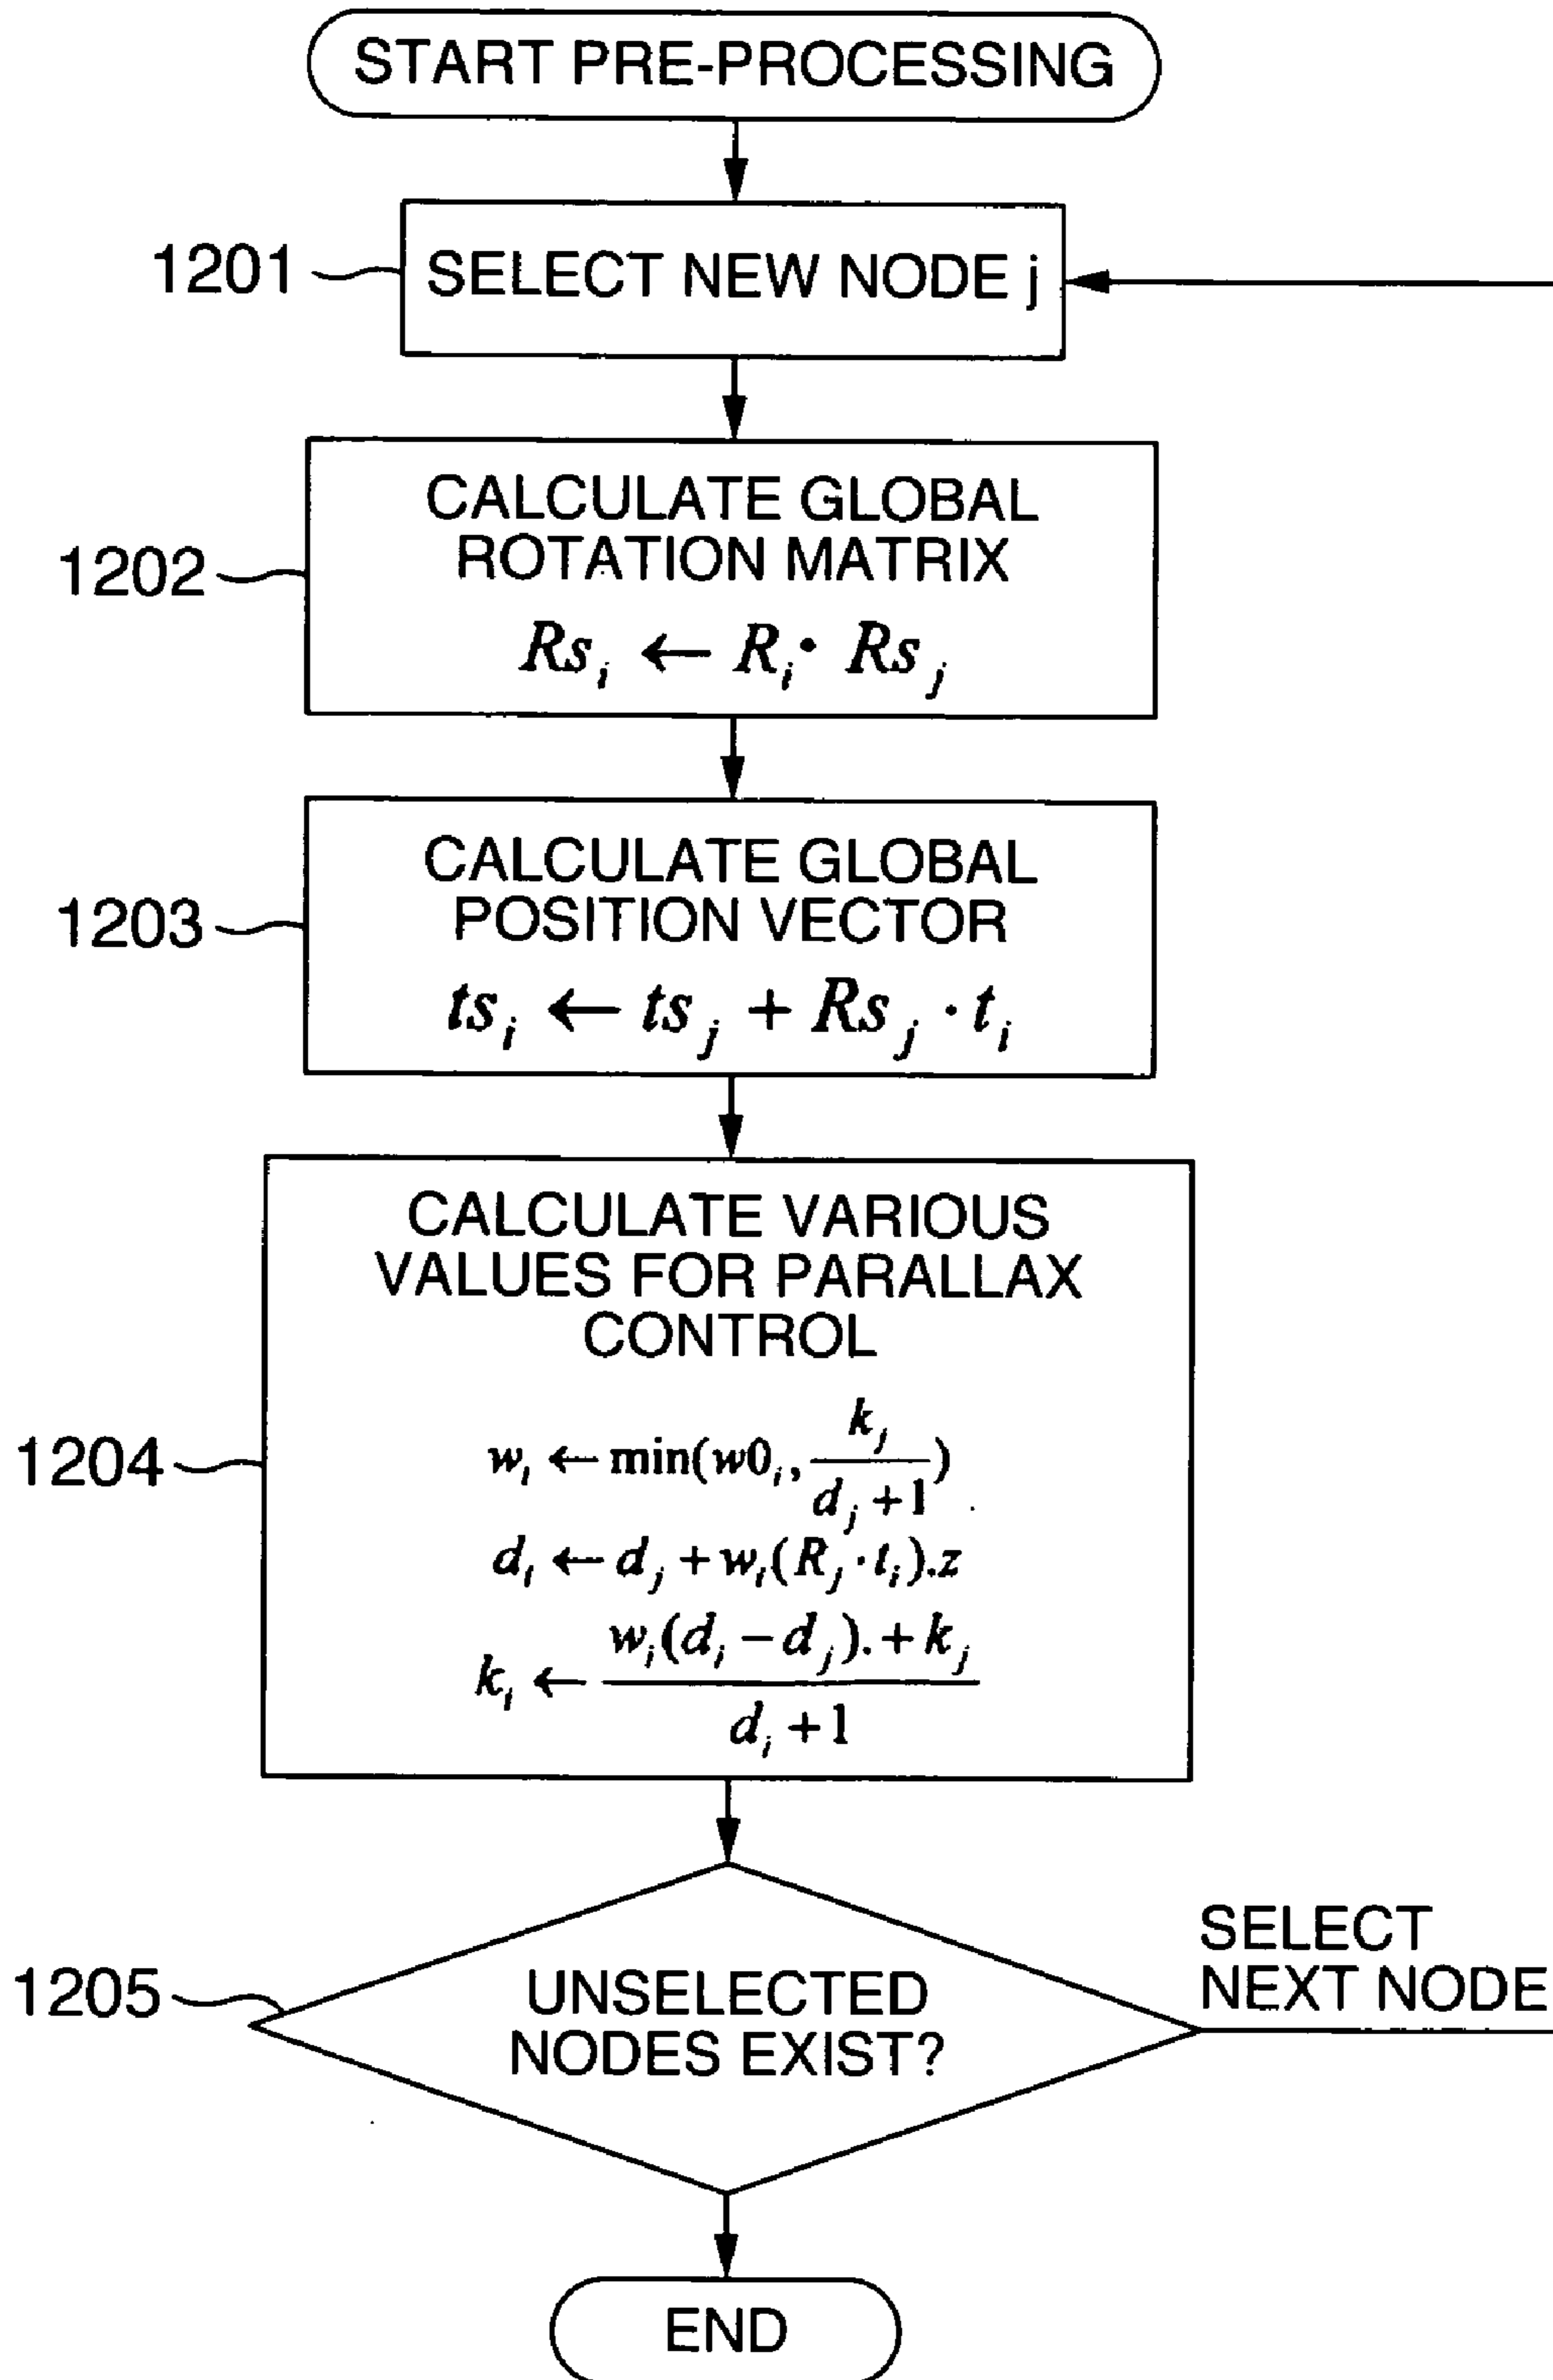 START PRE-PROCESSING
1201
SELECT NEW NODE j
1202
CALCULATE GLOBAL
ROTATION MATRIX
Rs_i ← R_i · Rs_j
1203
CALCULATE GLOBAL
POSITION VECTOR
ts_i ← ts_j + Rs_j · t_i
1204
CALCULATE VARIOUS
VALUES FOR PARALLAX
CONTROL
w_i ← min(w0_i, k_j / (d_j + 1))
d_i ← d_j + w_i(R_j · t_i).z
k_i ← (w_i(d_i − d_j). + k_j) / (d_i + 1)
1205
UNSELECTED
NODES EXIST?
SELECT
NEXT NODE
END